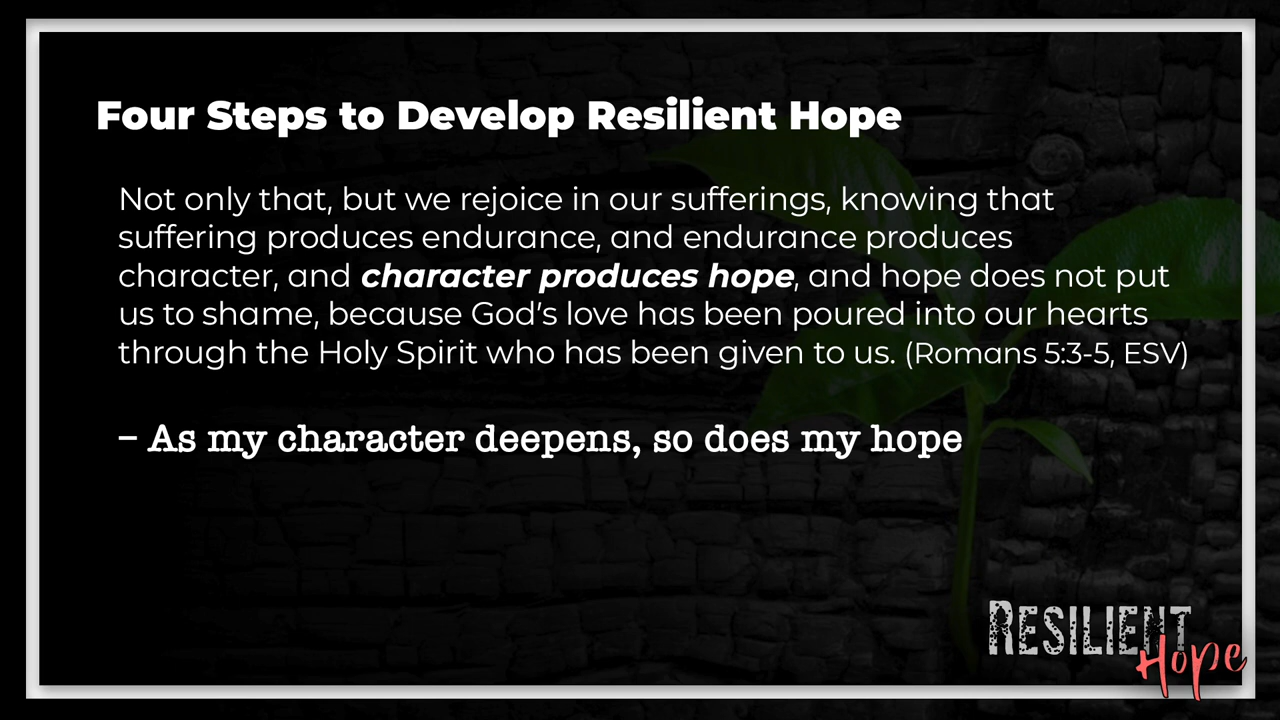 Four Steps to Develop Resilient Hope
Not only that, but we rejoice in our sufferings, knowing that
suffering produces endurance, and endurance produces
character, and character produces hope, and hope does not put
us to shame, because God’s love has been poured into our hearts
through the Holy Spirit who has been given to us. (Romans 5:3-5, ESV)
– As my character deepens, so does my hope
RESILIENT
Hope